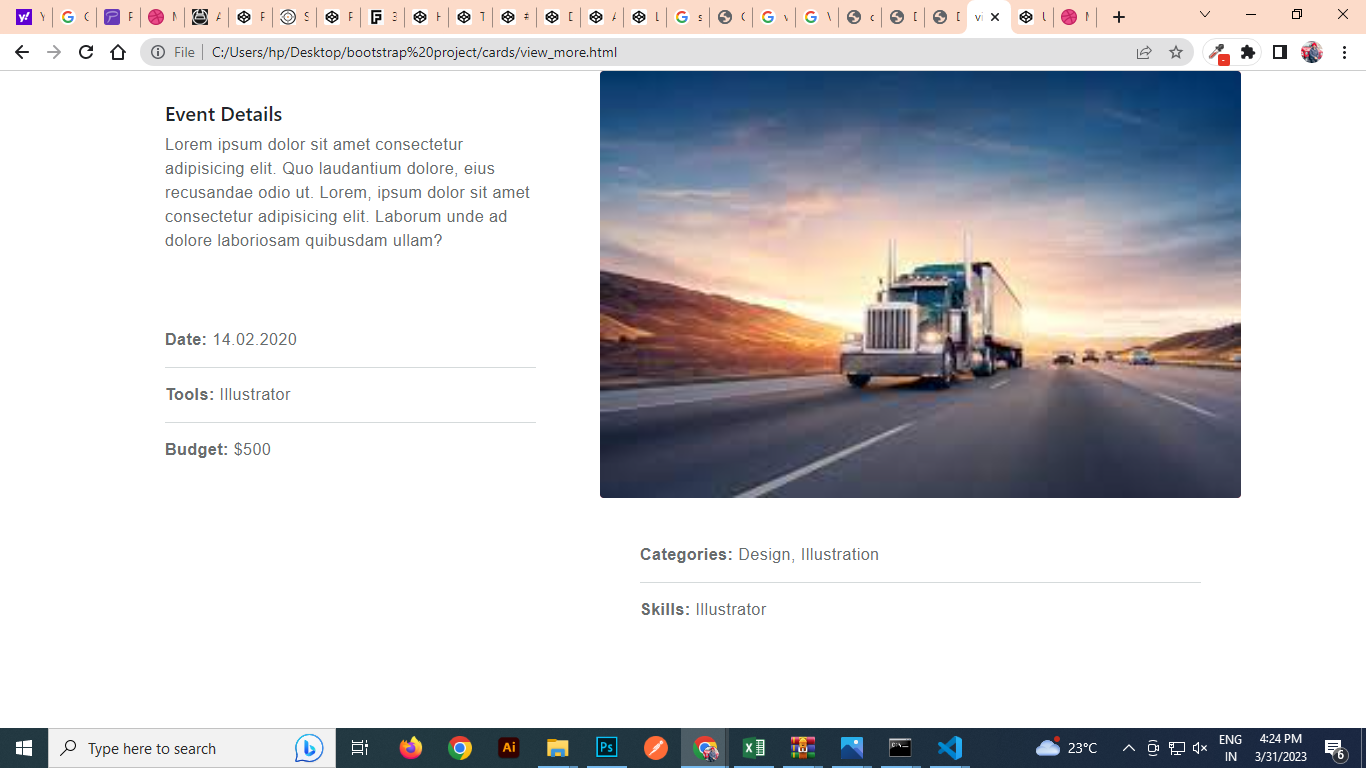 File
C:/Users/hp/Desktop/bootstrap%20project/cards/view_more.html
Event Details
Lorem ipsum dolor sit amet consectetur
adipisicing elit. Quo laudantium dolore, eius
recusandae odio ut. Lorem, ipsum dolor sit amet
consectetur adipisicing elit. Laborum unde ad
dolore laboriosam quibusdam ullam?
Date: 14.02.2020
Tools: Illustrator
Budget: $500
Categories: Design, Illustration
Skills: Illustrator
Type here to search
Ai
Ps
23°C
ENG
IN
4:24 PM
3/31/2023
6